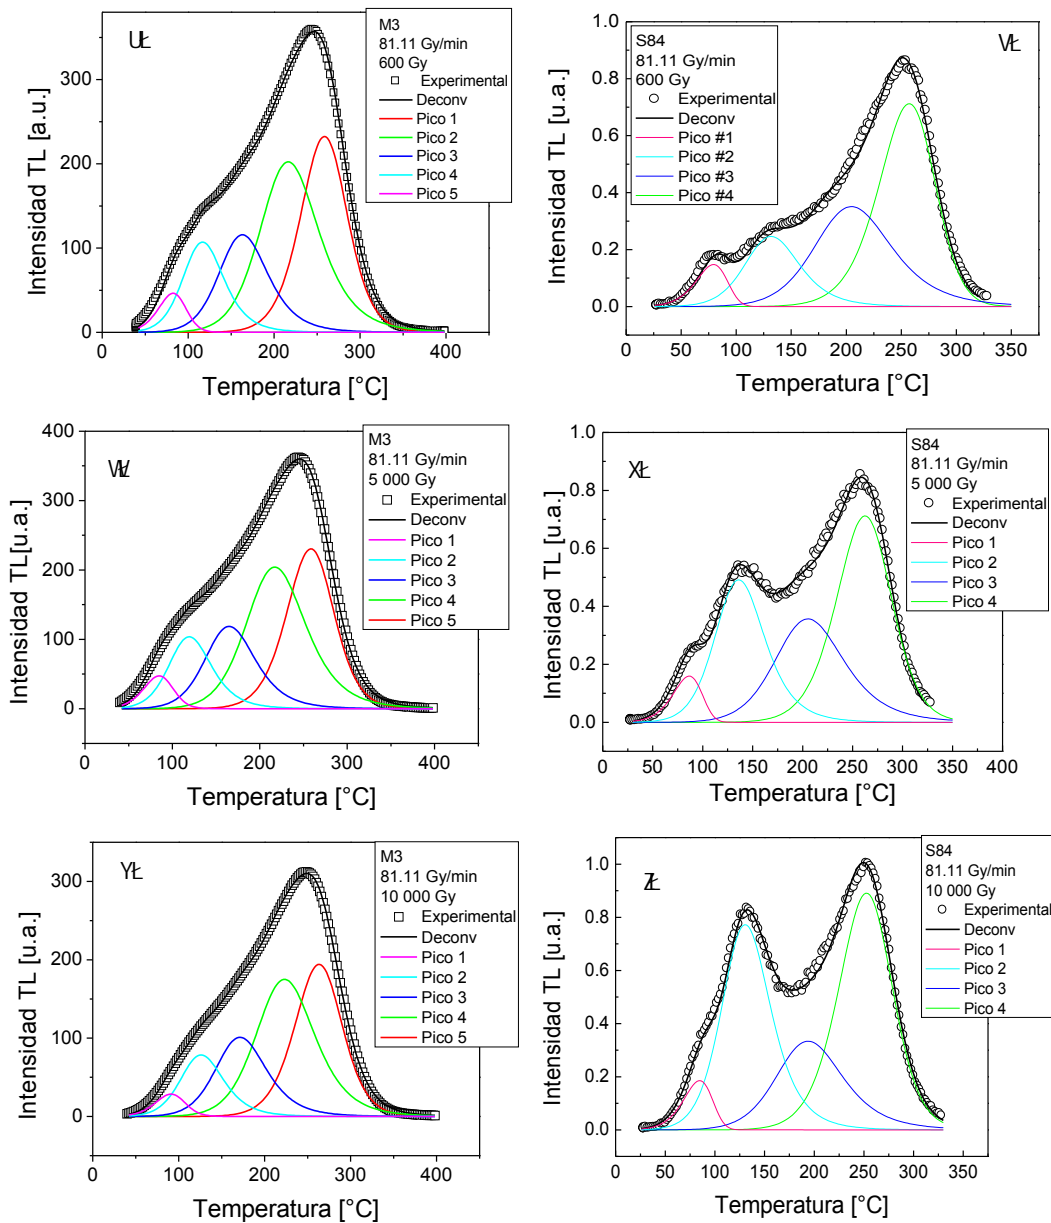 UŁ
M3
81.11 Gy/min
600 Gy
Experimental
Deconv
Pico 1
Pico 2
Pico 3
Pico 4
Pico 5
Intensidad TL [a.u.]
300
200
100
0
0 100 200 300 400
Temperatura [°C]
VŁ
S84
81.11 Gy/min
600 Gy
Experimental
Deconv
Pico #1
Pico #2
Pico #3
Pico #4
Intensidad TL [u.a.]
1.0
0.8
0.6
0.4
0.2
0.0
0 50 100 150 200 250 300 350
Temperatura [°C]
M3
81.11 Gy/min
5 000 Gy
Experimental
Deconv
Pico 1
Pico 2
Pico 3
Pico 4
Pico 5
Intensidad TL[u.a.]
400
300
200
100
0
0 100 200 300 400
Temperatura [°C]
XŁ
S84
81.11 Gy/min
5 000 Gy
Experimental
Deconv
Pico 1
Pico 2
Pico 3
Pico 4
Intensidad TL [u.a.]
1.0
0.8
0.6
0.4
0.2
0.0
0 50 100 150 200 250 300 350 400
Temperatura [°C]
YŁ
M3
81.11 Gy/min
10 000 Gy
Experimental
Deconv
Pico 1
Pico 2
Pico 3
Pico 4
Pico 5
Intensidad TL [u.a.]
300
200
100
0
0 100 200 300 400
Temperatura [°C]
ZŁ
S84
81.11 Gy/min
10 000 Gy
Experimental
Deconv
Pico 1
Pico 2
Pico 3
Pico 4
Intensidad TL [u.a.]
1.0
0.8
0.6
0.4
0.2
0.0
0 50 100 150 200 250 300 350
Temperatura [°C]